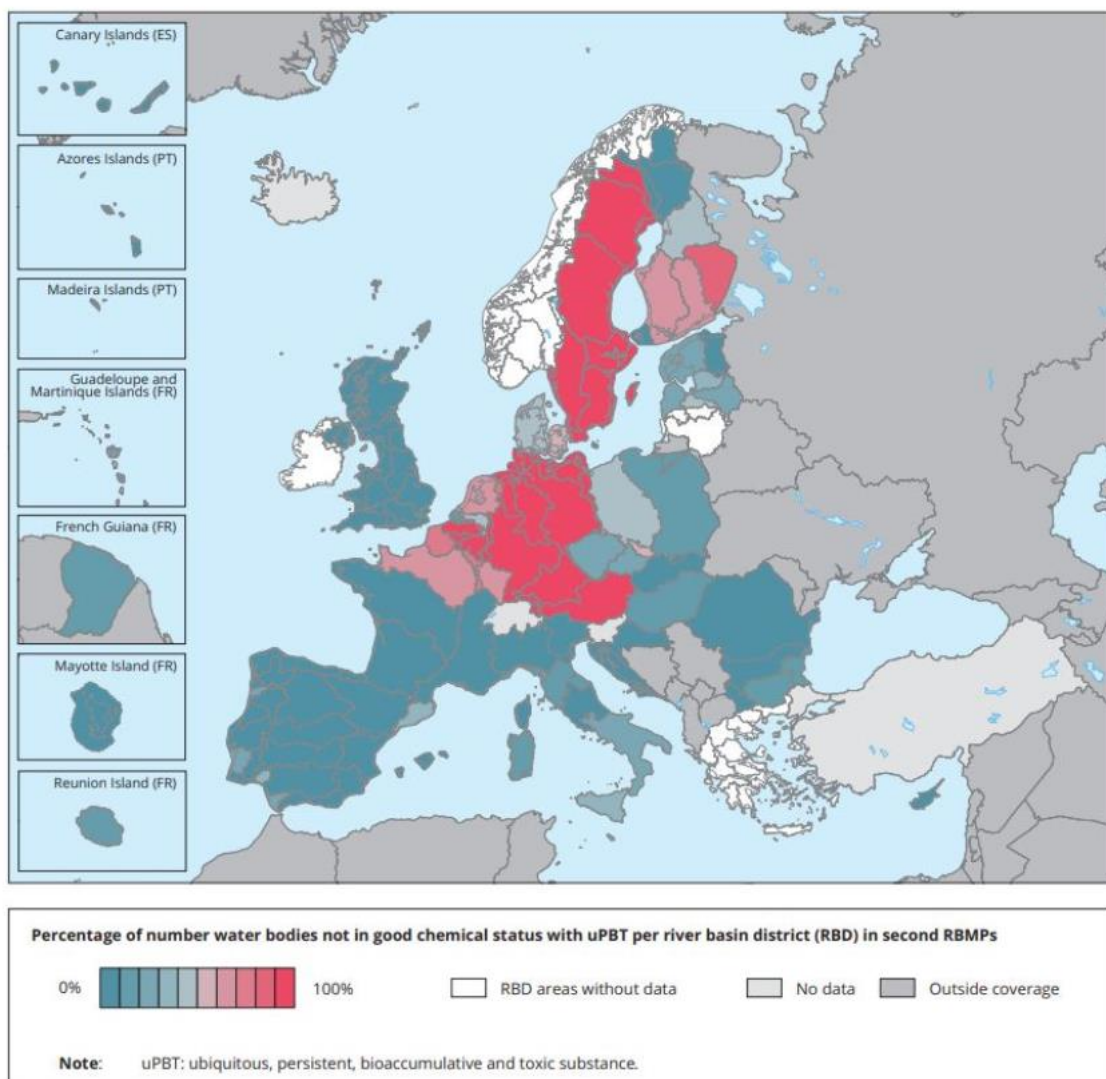 Canary Islands (ES)
Azores Islands (PT)
Madeira Islands (PT)
Guadeloupe and
Martinique Islands (FR)
French Guiana (FR)
Mayotte Island (FR)
Reunion Island (FR)
Percentage of number water bodies not in good chemical status with uPBT per river basin district (RBD) in second RBMPs
0% 100% RBD areas without data No data Outside coverage
Note: uPBT: ubiquitous, persistent, bioaccumulative and toxic substance.